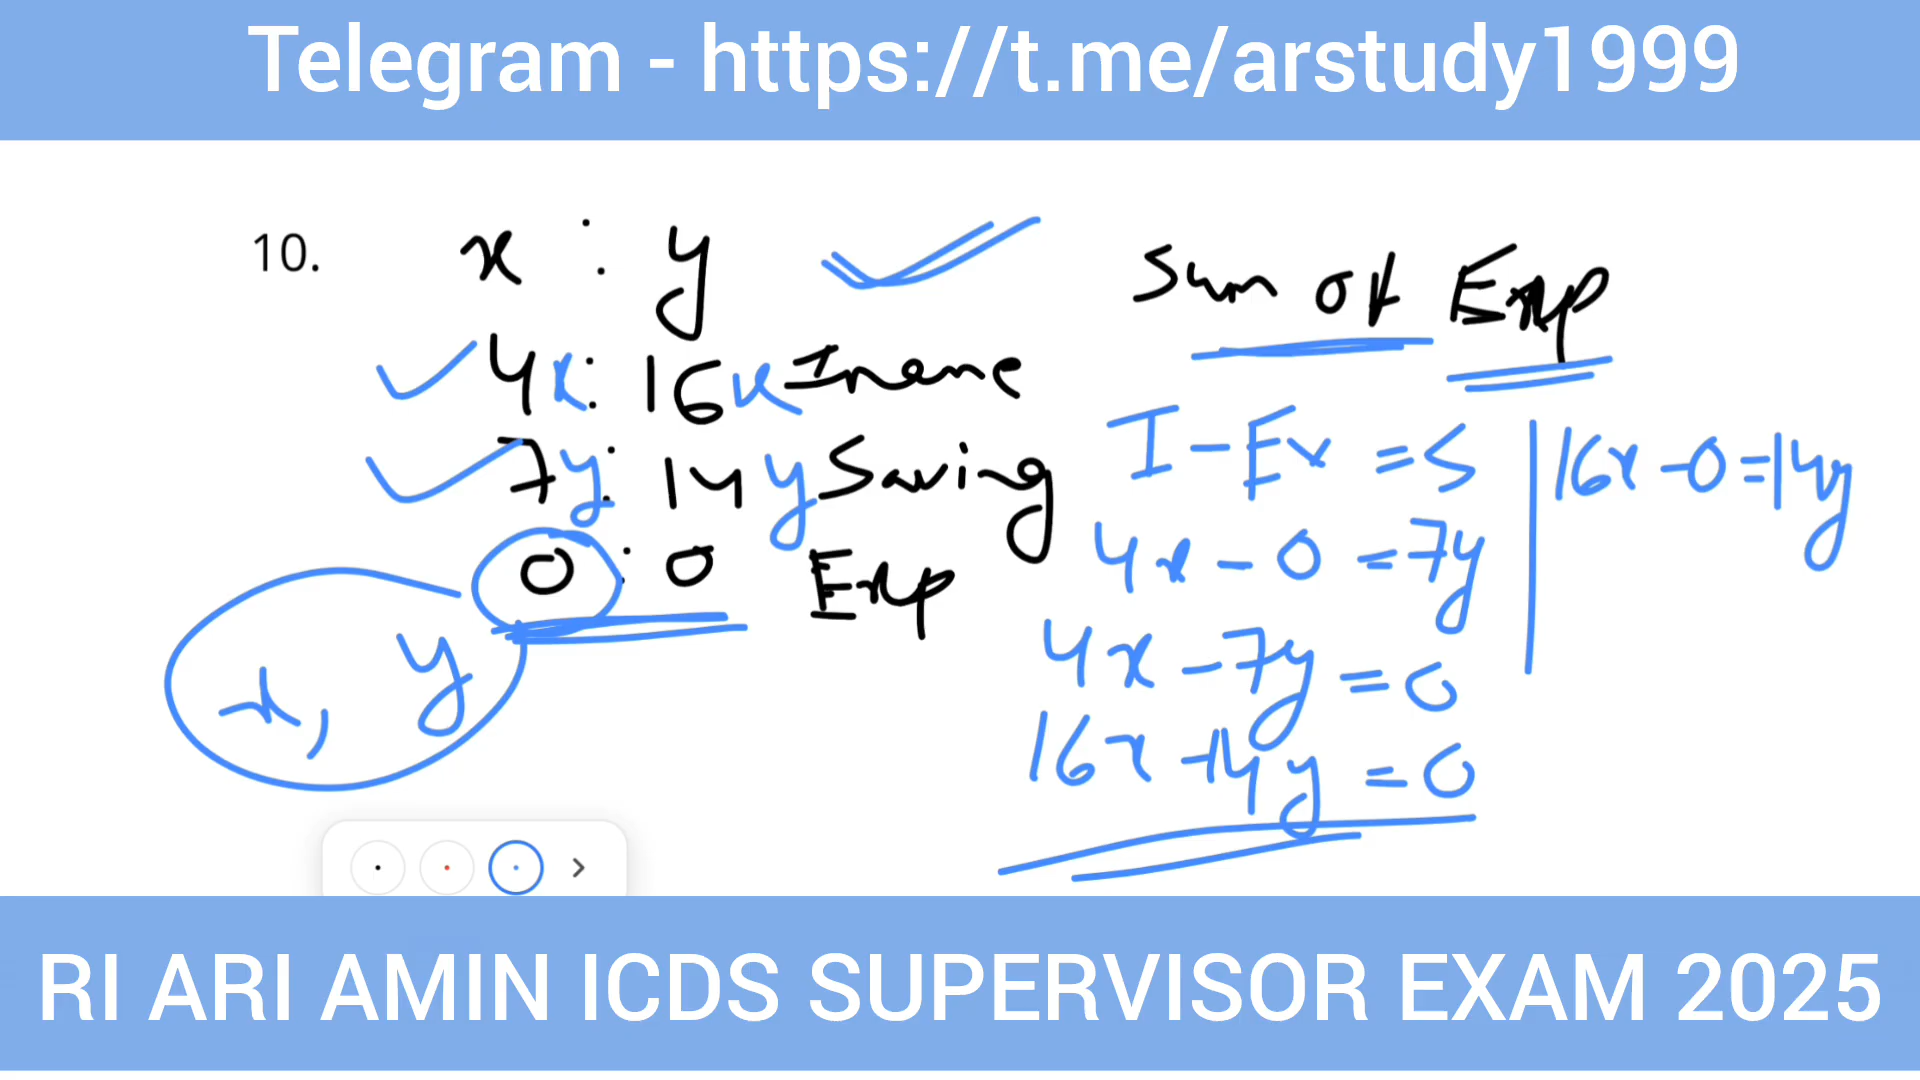 Telegram - https://t.me/arstudy1999
10. x : y
4x : 16x Income
7y : 14y Saving
0 : 0 Exp
x, y
Sum of Exp
I - Ex = S
4x - 0 = 7y
4x - 7y = 0
16x - 14y = 0
16x - 0 = 14y
RI ARI AMIN ICDS SUPERVISOR EXAM 2025